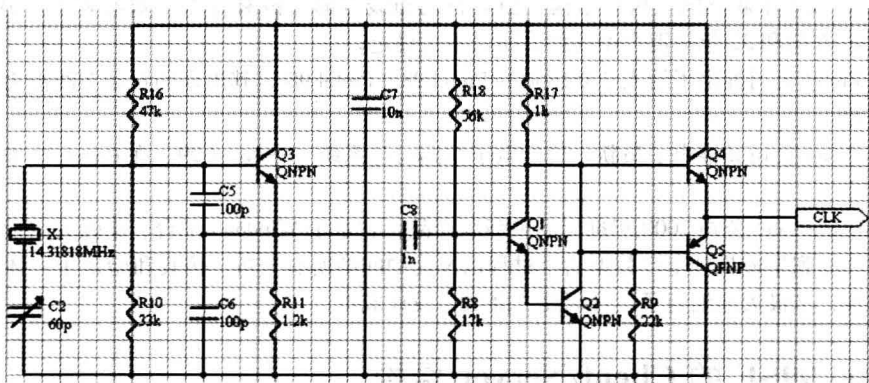 R16
47k
C7
10n
R18
56k
R17
1k
Q3
QNPN
Q4
QNPN
C5
100p
C8
1n
Q1
QNPN
CLK
X1
14.31818MHz
Q5
QPNP
C2
60p
R10
33k
C6
100p
R11
1.2k
R8
17k
Q2
QNPN
R9
22k